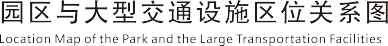 园区与大型交通设施区位关系图
Location Map of the Park and the Large Transportation Facilities